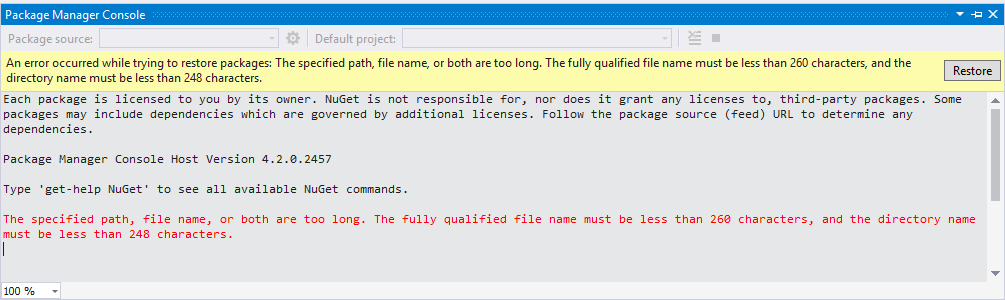 Package Manager Console
Package source:
Default project:
An error occurred while trying to restore packages: The specified path, file name, or both are too long. The fully qualified file name must be less than 260 characters, and the
directory name must be less than 248 characters.
Restore
Each package is licensed to you by its owner. NuGet is not responsible for, nor does it grant any licenses to, third-party packages. Some
packages may include dependencies which are governed by additional licenses. Follow the package source (feed) URL to determine any
dependencies.
Package Manager Console Host Version 4.2.0.2457
Type 'get-help NuGet' to see all available NuGet commands.
The specified path, file name, or both are too long. The fully qualified file name must be less than 260 characters, and the directory name
must be less than 248 characters.
100 %